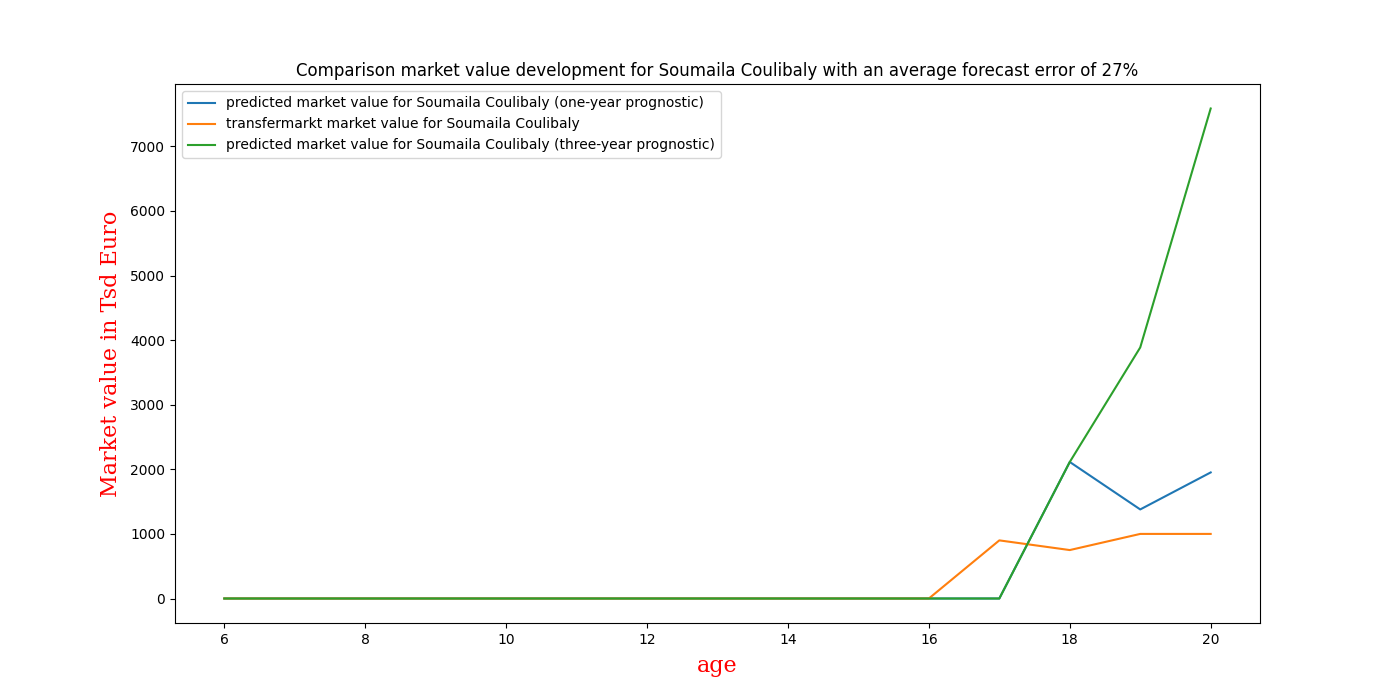 Comparison market value development for Soumaila Coulibaly with an average forecast error of 27%
predicted market value for Soumaila Coulibaly (one-year prognostic)
transfermarkt market value for Soumaila Coulibaly
predicted market value for Soumaila Coulibaly (three-year prognostic)
Market value in Tsd Euro
7000
6000
5000
4000
3000
2000
1000
0
6 8 10 12 14 16 18 20
age